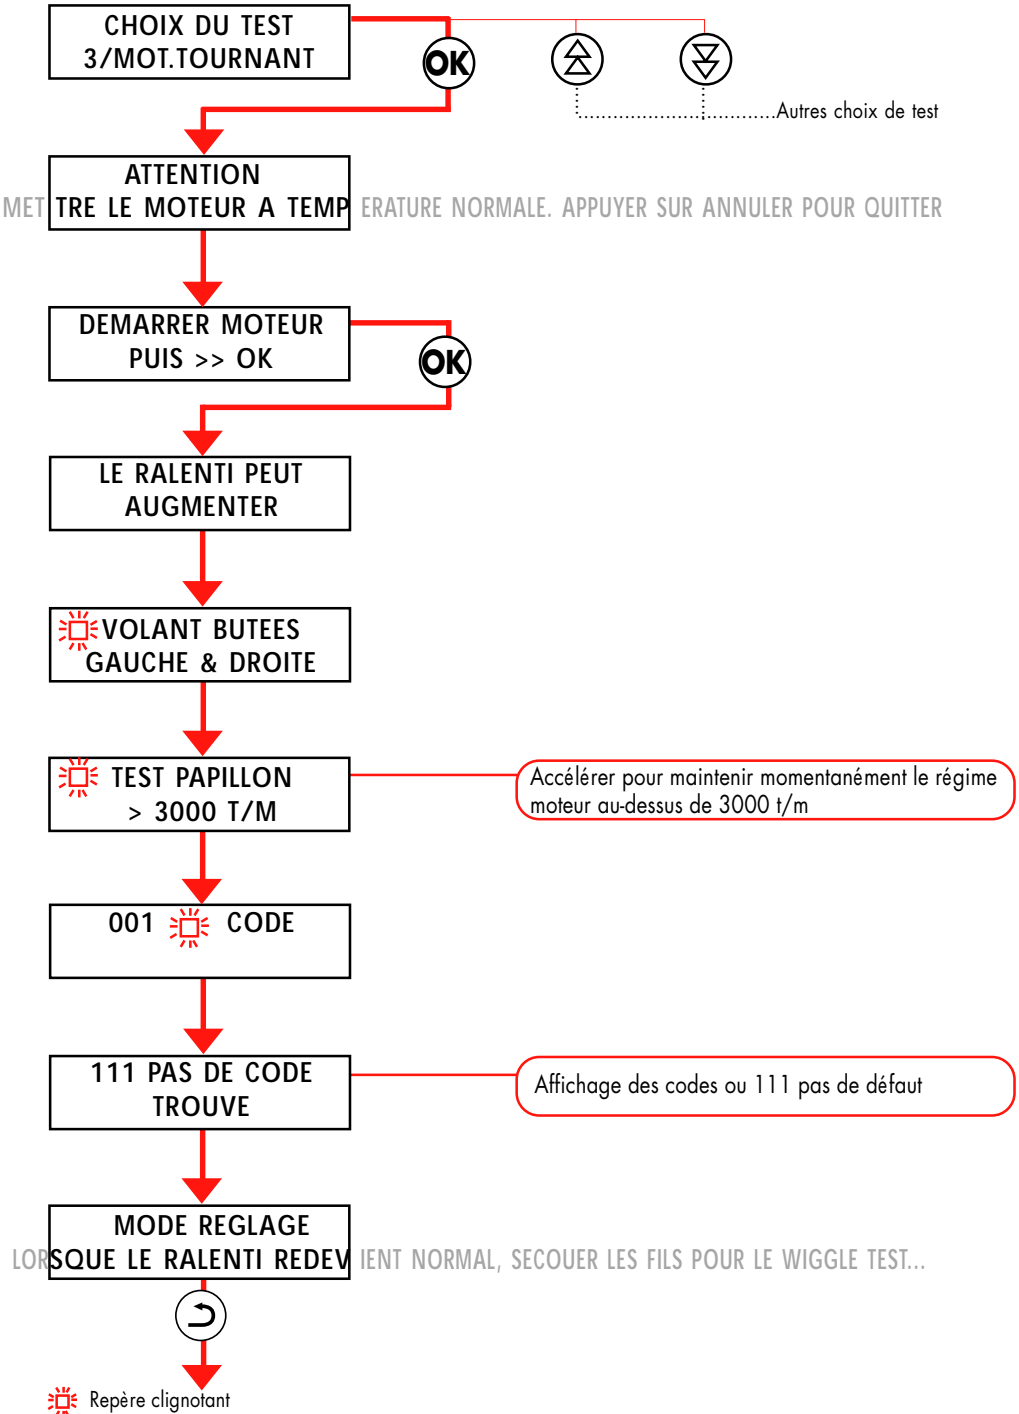 CHOIX DU TEST
3/MOT.TOURNANT
OK
.....................................Autres choix de test
ATTENTION
METTRE LE MOTEUR A TEMPERATURE NORMALE. APPUYER SUR ANNULER POUR QUITTER
DEMARRER MOTEUR
PUIS >> OK
OK
LE RALENTI PEUT
AUGMENTER
VOLANT BUTEES
GAUCHE & DROITE
TEST PAPILLON
> 3000 T/M
Accélérer pour maintenir momentanément le régime
moteur au-dessus de 3000 t/m
001 CODE
111 PAS DE CODE
TROUVE
Affichage des codes ou 111 pas de défaut
MODE REGLAGE
LORSQUE LE RALENTI REDEVIENT NORMAL, SECOUER LES FILS POUR LE WIGGLE TEST...
Repère clignotant